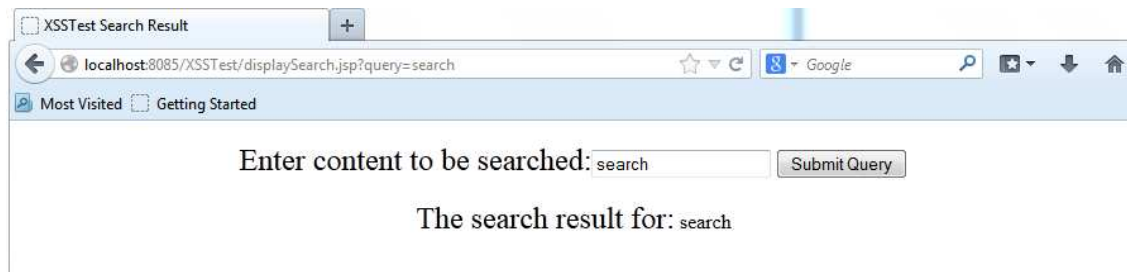 XSSTest Search Result
+
localhost:8085/XSSTest/displaySearch.jsp?query=search
8 Google
Most Visited Getting Started
Enter content to be searched: search Submit Query
The search result for: search